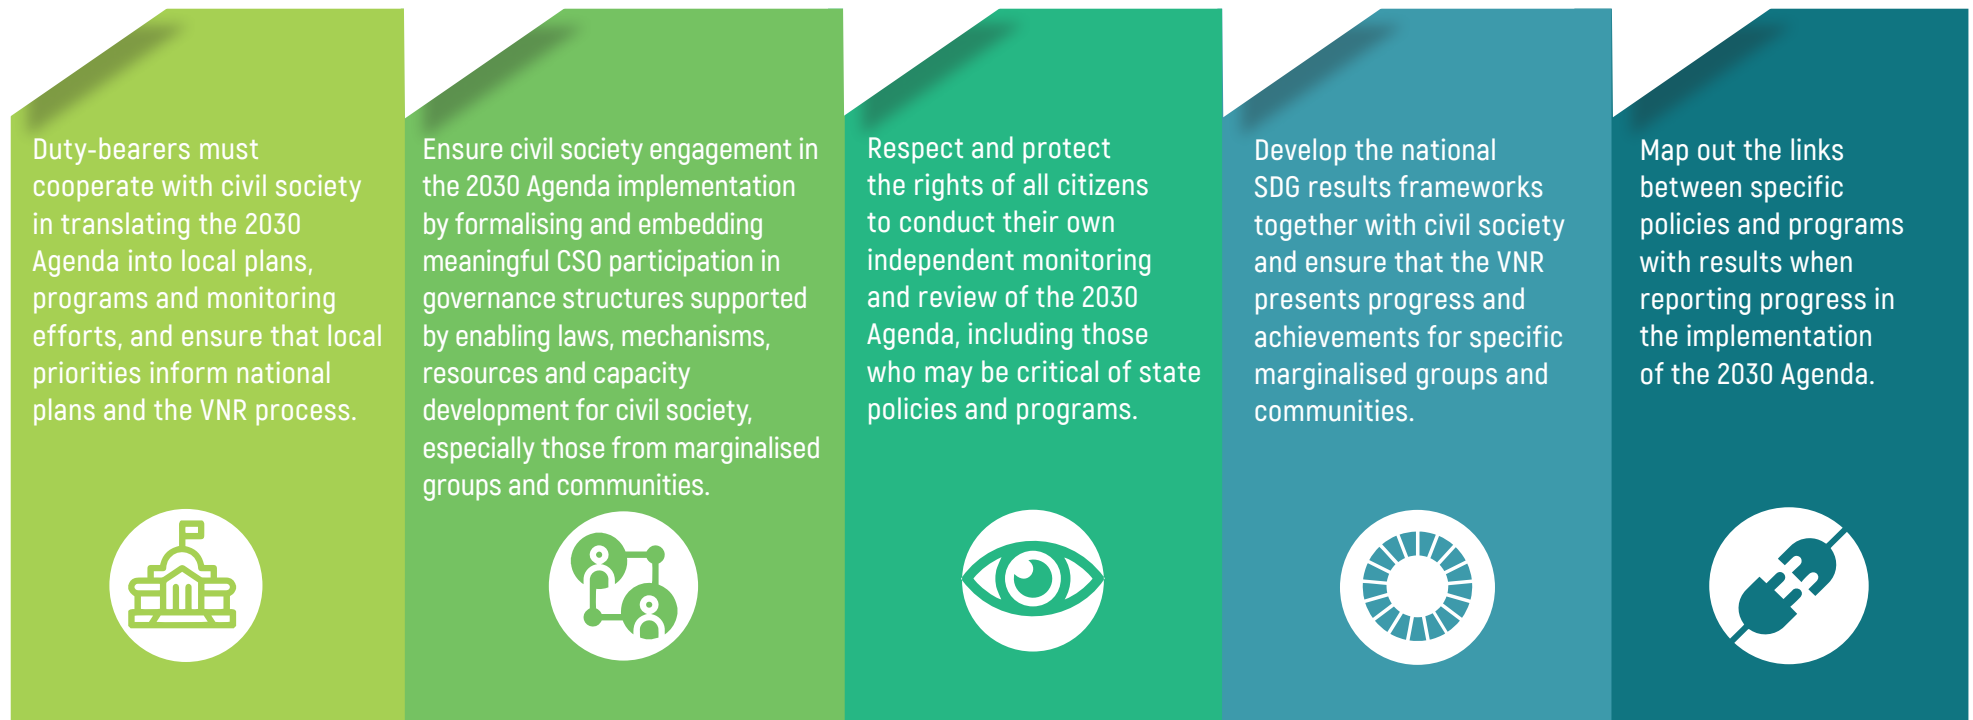 Duty-bearers must
cooperate with civil society
in translating the 2030
Agenda into local plans,
programs and monitoring
efforts, and ensure that local
priorities inform national
plans and the VNR process.
Ensure civil society engagement in
the 2030 Agenda implementation
by formalising and embedding
meaningful CSO participation in
governance structures supported
by enabling laws, mechanisms,
resources and capacity
development for civil society,
especially those from marginalised
groups and communities.
Respect and protect
the rights of all citizens
to conduct their own
independent monitoring
and review of the 2030
Agenda, including those
who may be critical of state
policies and programs.
Develop the national
SDG results frameworks
together with civil society
and ensure that the VNR
presents progress and
achievements for specific
marginalised groups and
communities.
Map out the links
between specific
policies and programs
with results when
reporting progress in
the implementation
of the 2030 Agenda.